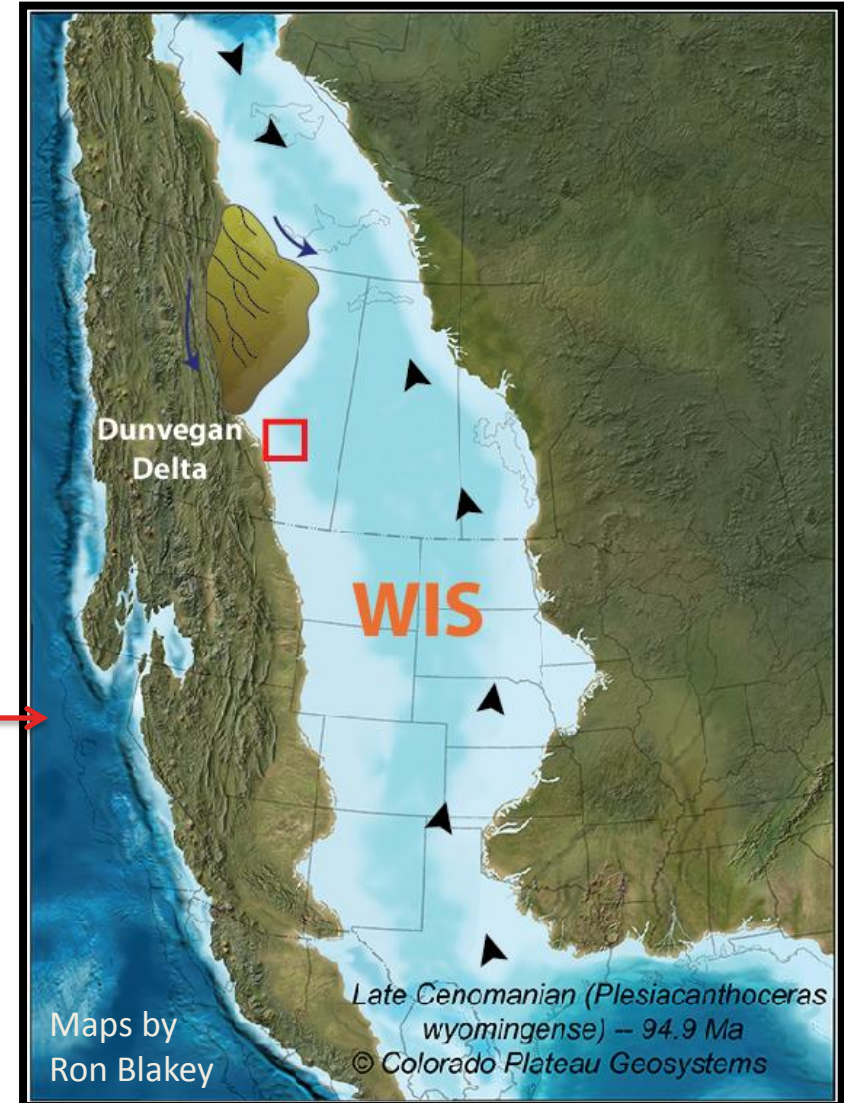 Dunvegan
Delta
WIS
Late Cenomanian (Plesiacanthoceras
wyomingense) -- 94.9 Ma
© Colorado Plateau Geosystems
Maps by
Ron Blakey